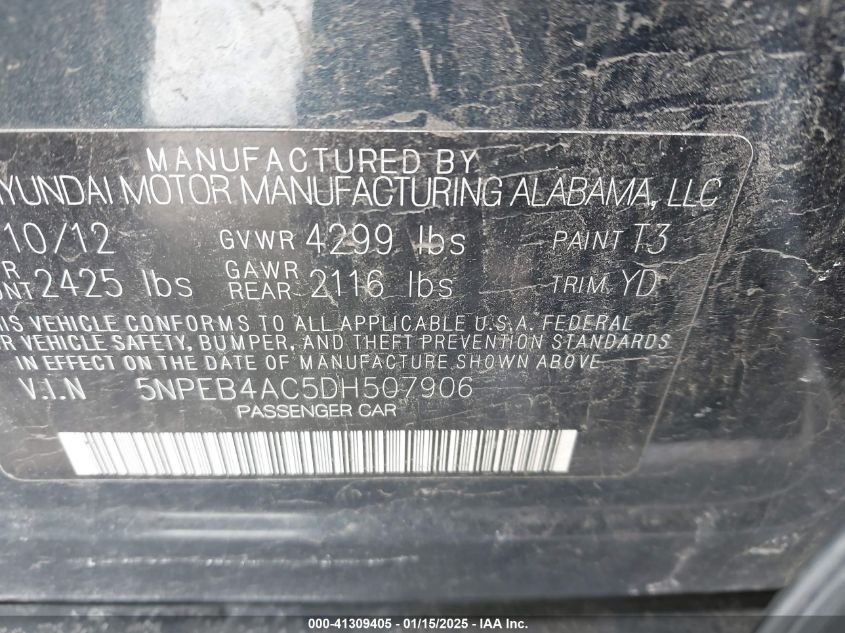 MANUFACTURED BY
HYUNDAI MOTOR MANUFACTURING ALABAMA, LLC
10/12 GVWR 4299 lbs PAINT T3
2425 lbs GAWR REAR 2116 lbs TRIM YD
VEHICLE CONFORMS TO ALL APPLICABLE U.S.A. FEDERAL
VEHICLE SAFETY, BUMPER, AND THEFT PREVENTION STANDARDS
IN EFFECT ON THE DATE OF MANUFACTURE SHOWN ABOVE
V.I.N 5NPEB4AC5DH507906
PASSENGER CAR
000-41309405 - 01/15/2025 - IAA Inc.